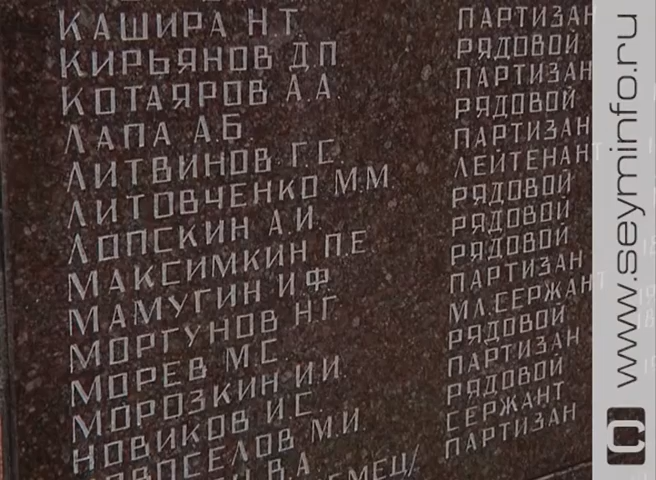 КАШИРА Н.Т.
КИРЬЯНОВ Д.П.
КОТАЯРОВ А.А.
ЛАПА А.Б.
ЛИТВИНОВ Г.С.
ЛИТОВЧЕНКО М.М.
ЛОПСКИН А.И.
МАКСИМКИН П.Е.
МАМУГИН И.Ф.
МОРГУНОВ Н.Г.
МОРЕВ М.С.
МОРОЗКИН И.И.
НОВИКОВ И.С.
НОВОСЕЛОВ М.И.
В.А.
ПАРТИЗАН
РЯДОВОЙ
ПАРТИЗАН
РЯДОВОЙ
ПАРТИЗАН
ЛЕЙТЕНАНТ
РЯДОВОЙ
РЯДОВОЙ
РЯДОВОЙ
ПАРТИЗАН
МЛ.СЕРЖАНТ
РЯДОВОЙ
ПАРТИЗАН
РЯДОВОЙ
СЕРЖАНТ
ПАРТИЗАН
www.seyminfo.ru